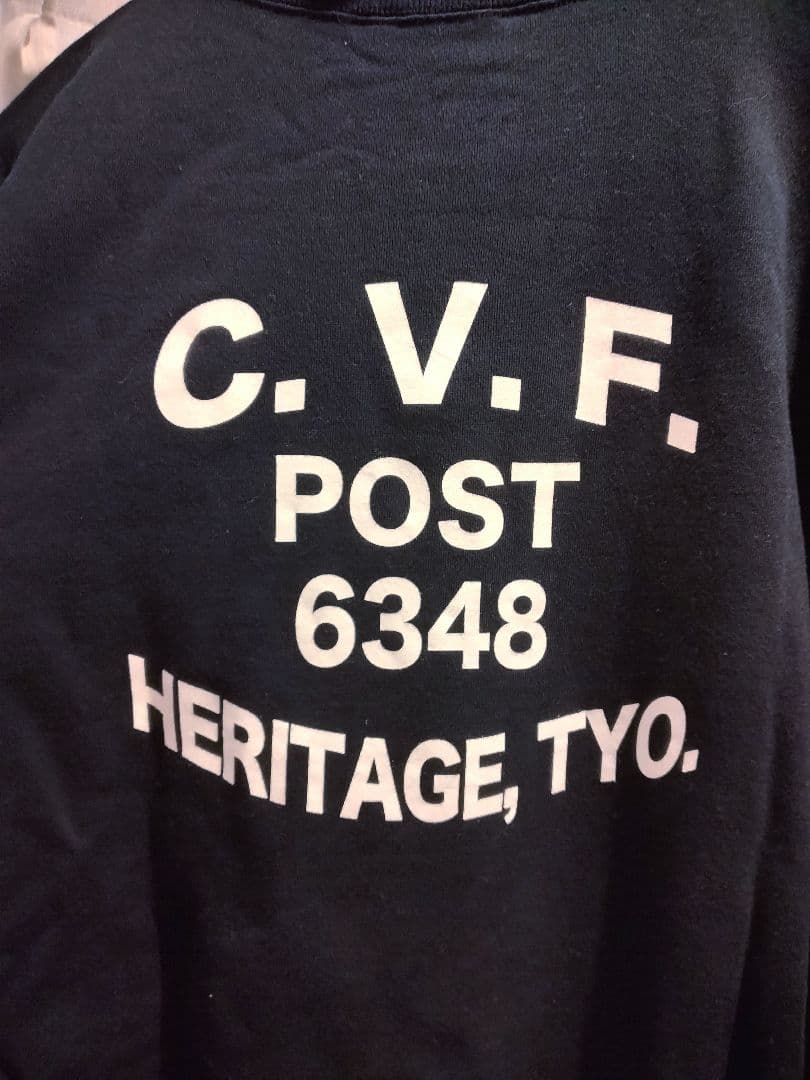 C. V. F.
POST
6348
HERITAGE, TYO.